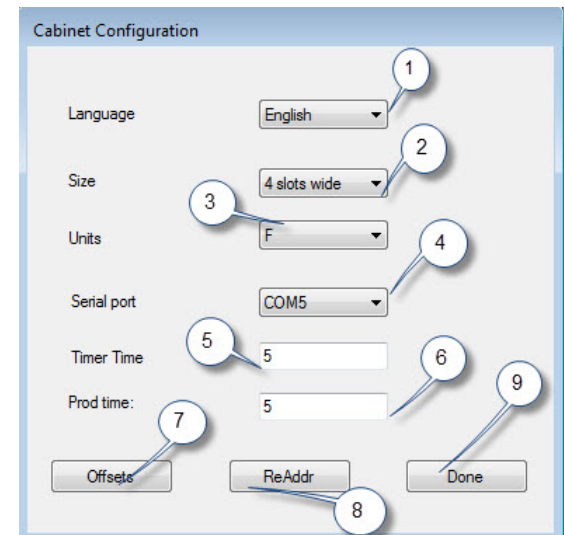 Cabinet Configuration
1
Language English
2
Size 4 slots wide
3
Units F
4
Serial port COM5
5
Timer Time 5
6
Prod time: 5
9
7
Offsets ReAddr Done
8